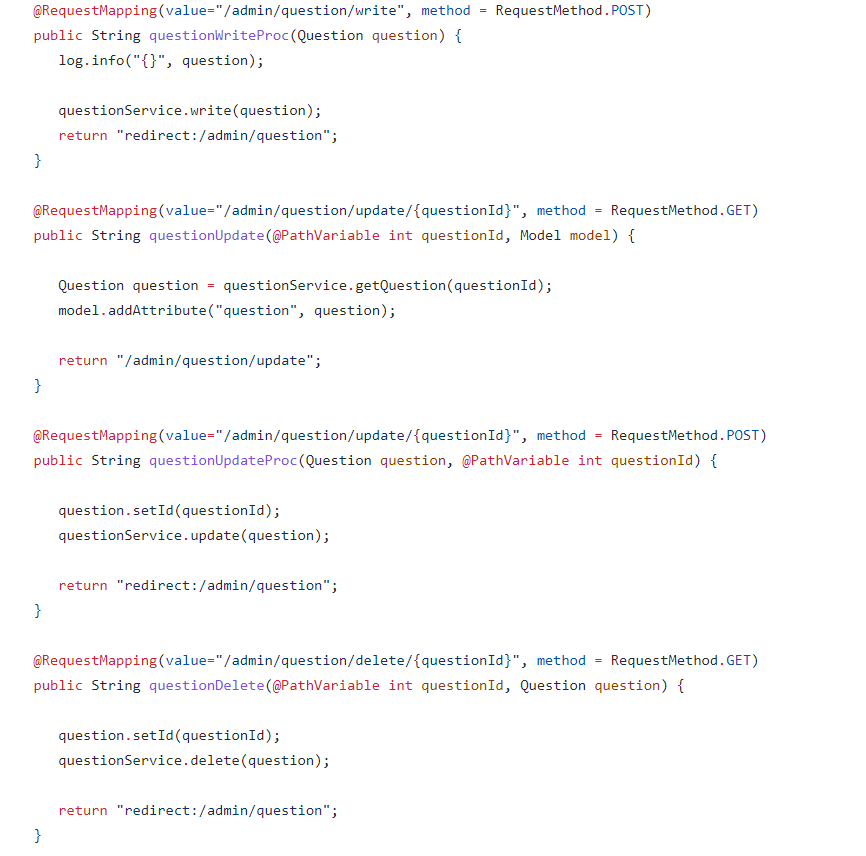 @RequestMapping(value="/admin/question/write", method = RequestMethod.POST)
public String questionWriteProc(Question question) {
log.info("{}", question);
questionService.write(question);
return "redirect:/admin/question";
}
@RequestMapping(value="/admin/question/update/{questionId}", method = RequestMethod.GET)
public String questionUpdate(@PathVariable int questionId, Model model) {
Question question = questionService.getQuestion(questionId);
model.addAttribute("question", question);
return "/admin/question/update";
}
@RequestMapping(value="/admin/question/update/{questionId}", method = RequestMethod.POST)
public String questionUpdateProc(Question question, @PathVariable int questionId) {
question.setId(questionId);
questionService.update(question);
return "redirect:/admin/question";
}
@RequestMapping(value="/admin/question/delete/{questionId}", method = RequestMethod.GET)
public String questionDelete(@PathVariable int questionId, Question question) {
question.setId(questionId);
questionService.delete(question);
return "redirect:/admin/question";
}